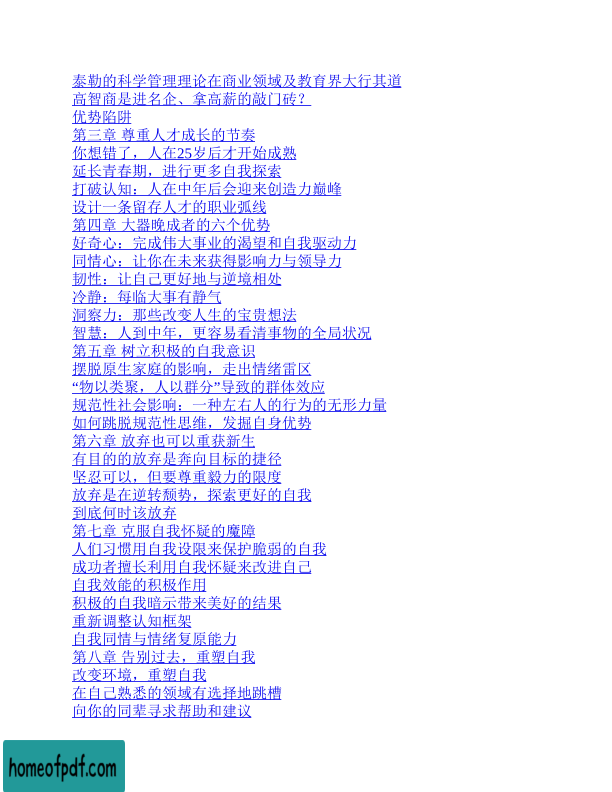 泰勒的科学管理理论在商业领域及教育界大行其道
高智商是进名企、拿高薪的敲门砖？
优势陷阱
第三章 尊重人才成长的节奏
你想错了，人在25岁后才开始成熟
延长青春期，进行更多自我探索
打破认知：人在中年后会迎来创造力巅峰
设计一条留存人才的职业弧线
第四章 大器晚成者的六个优势
好奇心：完成伟大事业的渴望和自我驱动力
同情心：让你在未来获得影响力与领导力
韧性：让自己更好地与逆境相处
冷静：每临大事有静气
洞察力：那些改变人生的宝贵想法
智慧：人到中年，更容易看清事物的全局状况
第五章 树立积极的自我意识
摆脱原生家庭的影响，走出情绪雷区
“物以类聚，人以群分”导致的群体效应
规范性社会影响：一种左右人的行为的无形力量
如何跳脱规范性思维，发掘自身优势
第六章 放弃也可以重获新生
有目的的放弃是奔向目标的捷径
坚忍可以，但要尊重毅力的限度
放弃是在逆转颓势，探索更好的自我
到底何时该放弃
第七章 克服自我怀疑的魔障
人们习惯用自我设限来保护脆弱的自我
成功者擅长利用自我怀疑来改进自己
自我效能的积极作用
积极的自我暗示带来美好的结果
重新调整认知框架
自我同情与情绪复原能力
第八章 告别过去，重塑自我
改变环境，重塑自我
在自己熟悉的领域有选择地跳槽
向你的同辈寻求帮助和建议
homeofpdf.com